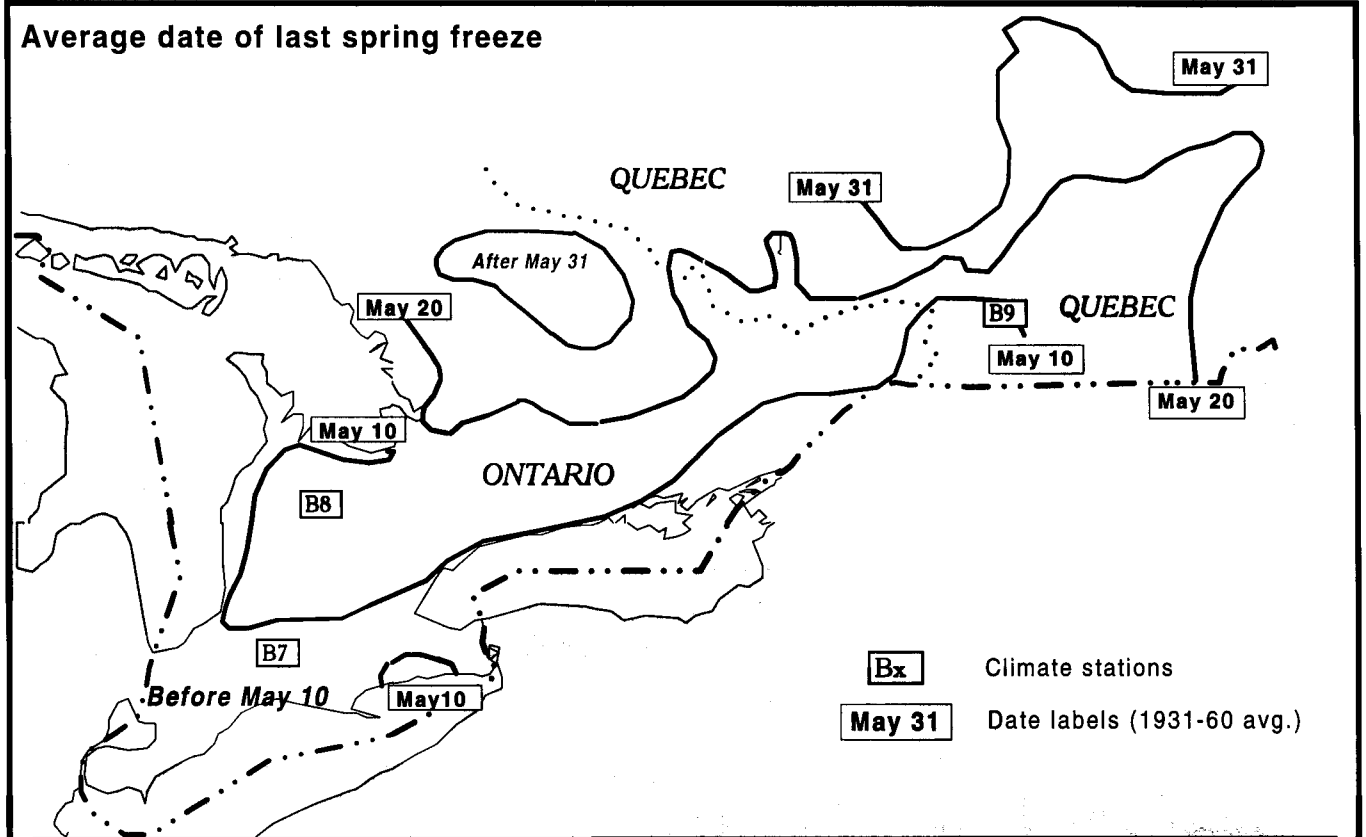 Average date of last spring freeze
May 31
QUEBEC
May 31
After May 31
May 20
QUEBEC
B9
May 10
May 20
May 10
ONTARIO
B8
B7
Before May 10
May10
Bx Climate stations
May 31 Date labels (1931-60 avg.)